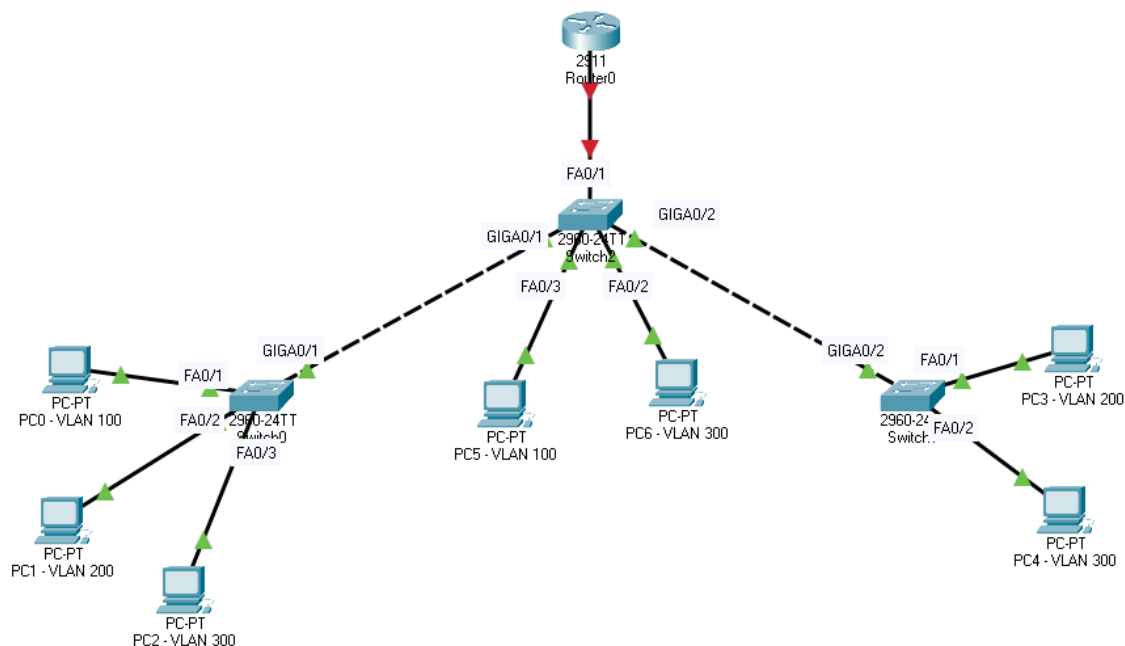 2911
Router0
FA0/1
GIGA0/1
GIGA0/2
2960-24TT
Switch2
FA0/3
FA0/2
GIGA0/1
GIGA0/2
FA0/1
PC-PT
PC0 - VLAN 100
FA0/1
2960-24TT
Switch0
FA0/2
FA0/3
PC-PT
PC5 - VLAN 100
PC-PT
PC6 - VLAN 300
2960-24
Switch
FA0/2
PC-PT
PC3 - VLAN 200
PC-PT
PC1 - VLAN 200
PC-PT
PC4 - VLAN 300
PC-PT
PC2 - VLAN 300